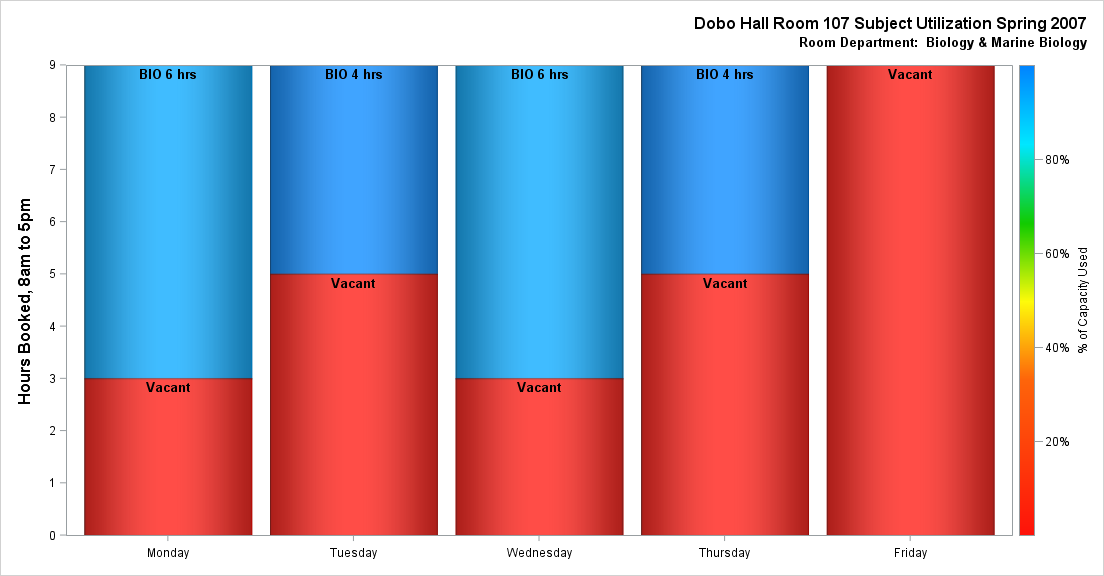 Dobo Hall Room 107 Subject Utilization Spring 2007
Room Department:  Biology & Marine Biology
Hours Booked, 8am to 5pm
9
8
7
6
5
4
3
2
1
0
BIO 6 hrs
Vacant
BIO 4 hrs
Vacant
BIO 6 hrs
Vacant
BIO 4 hrs
Vacant
Vacant
Monday
Tuesday
Wednesday
Thursday
Friday
80%
60%
40%
20%
% of Capacity Used